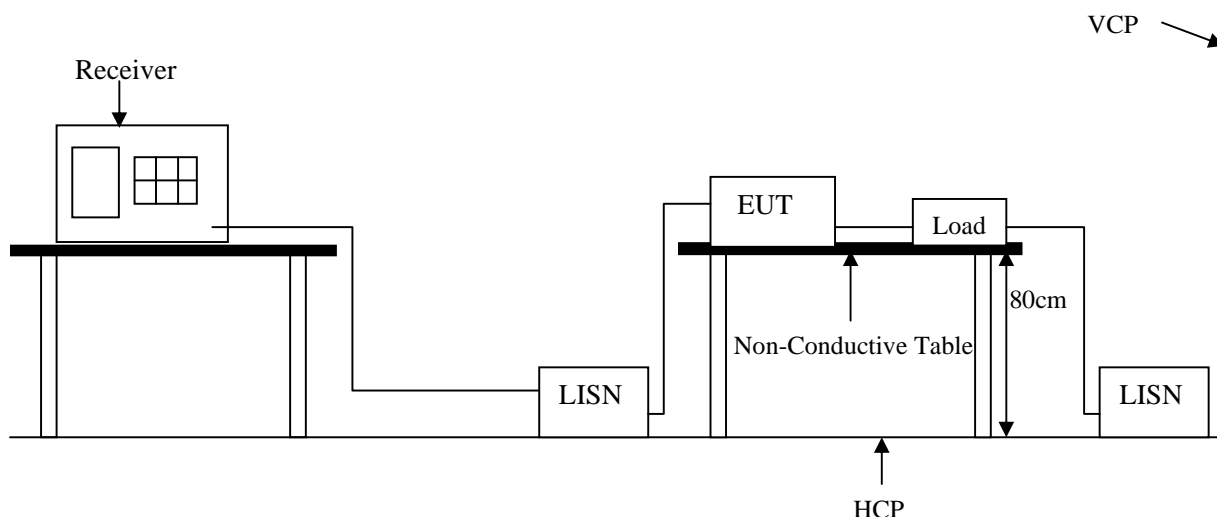 VCP
Receiver
EUT
Load
80cm
Non-Conductive Table
LISN
LISN
HCP